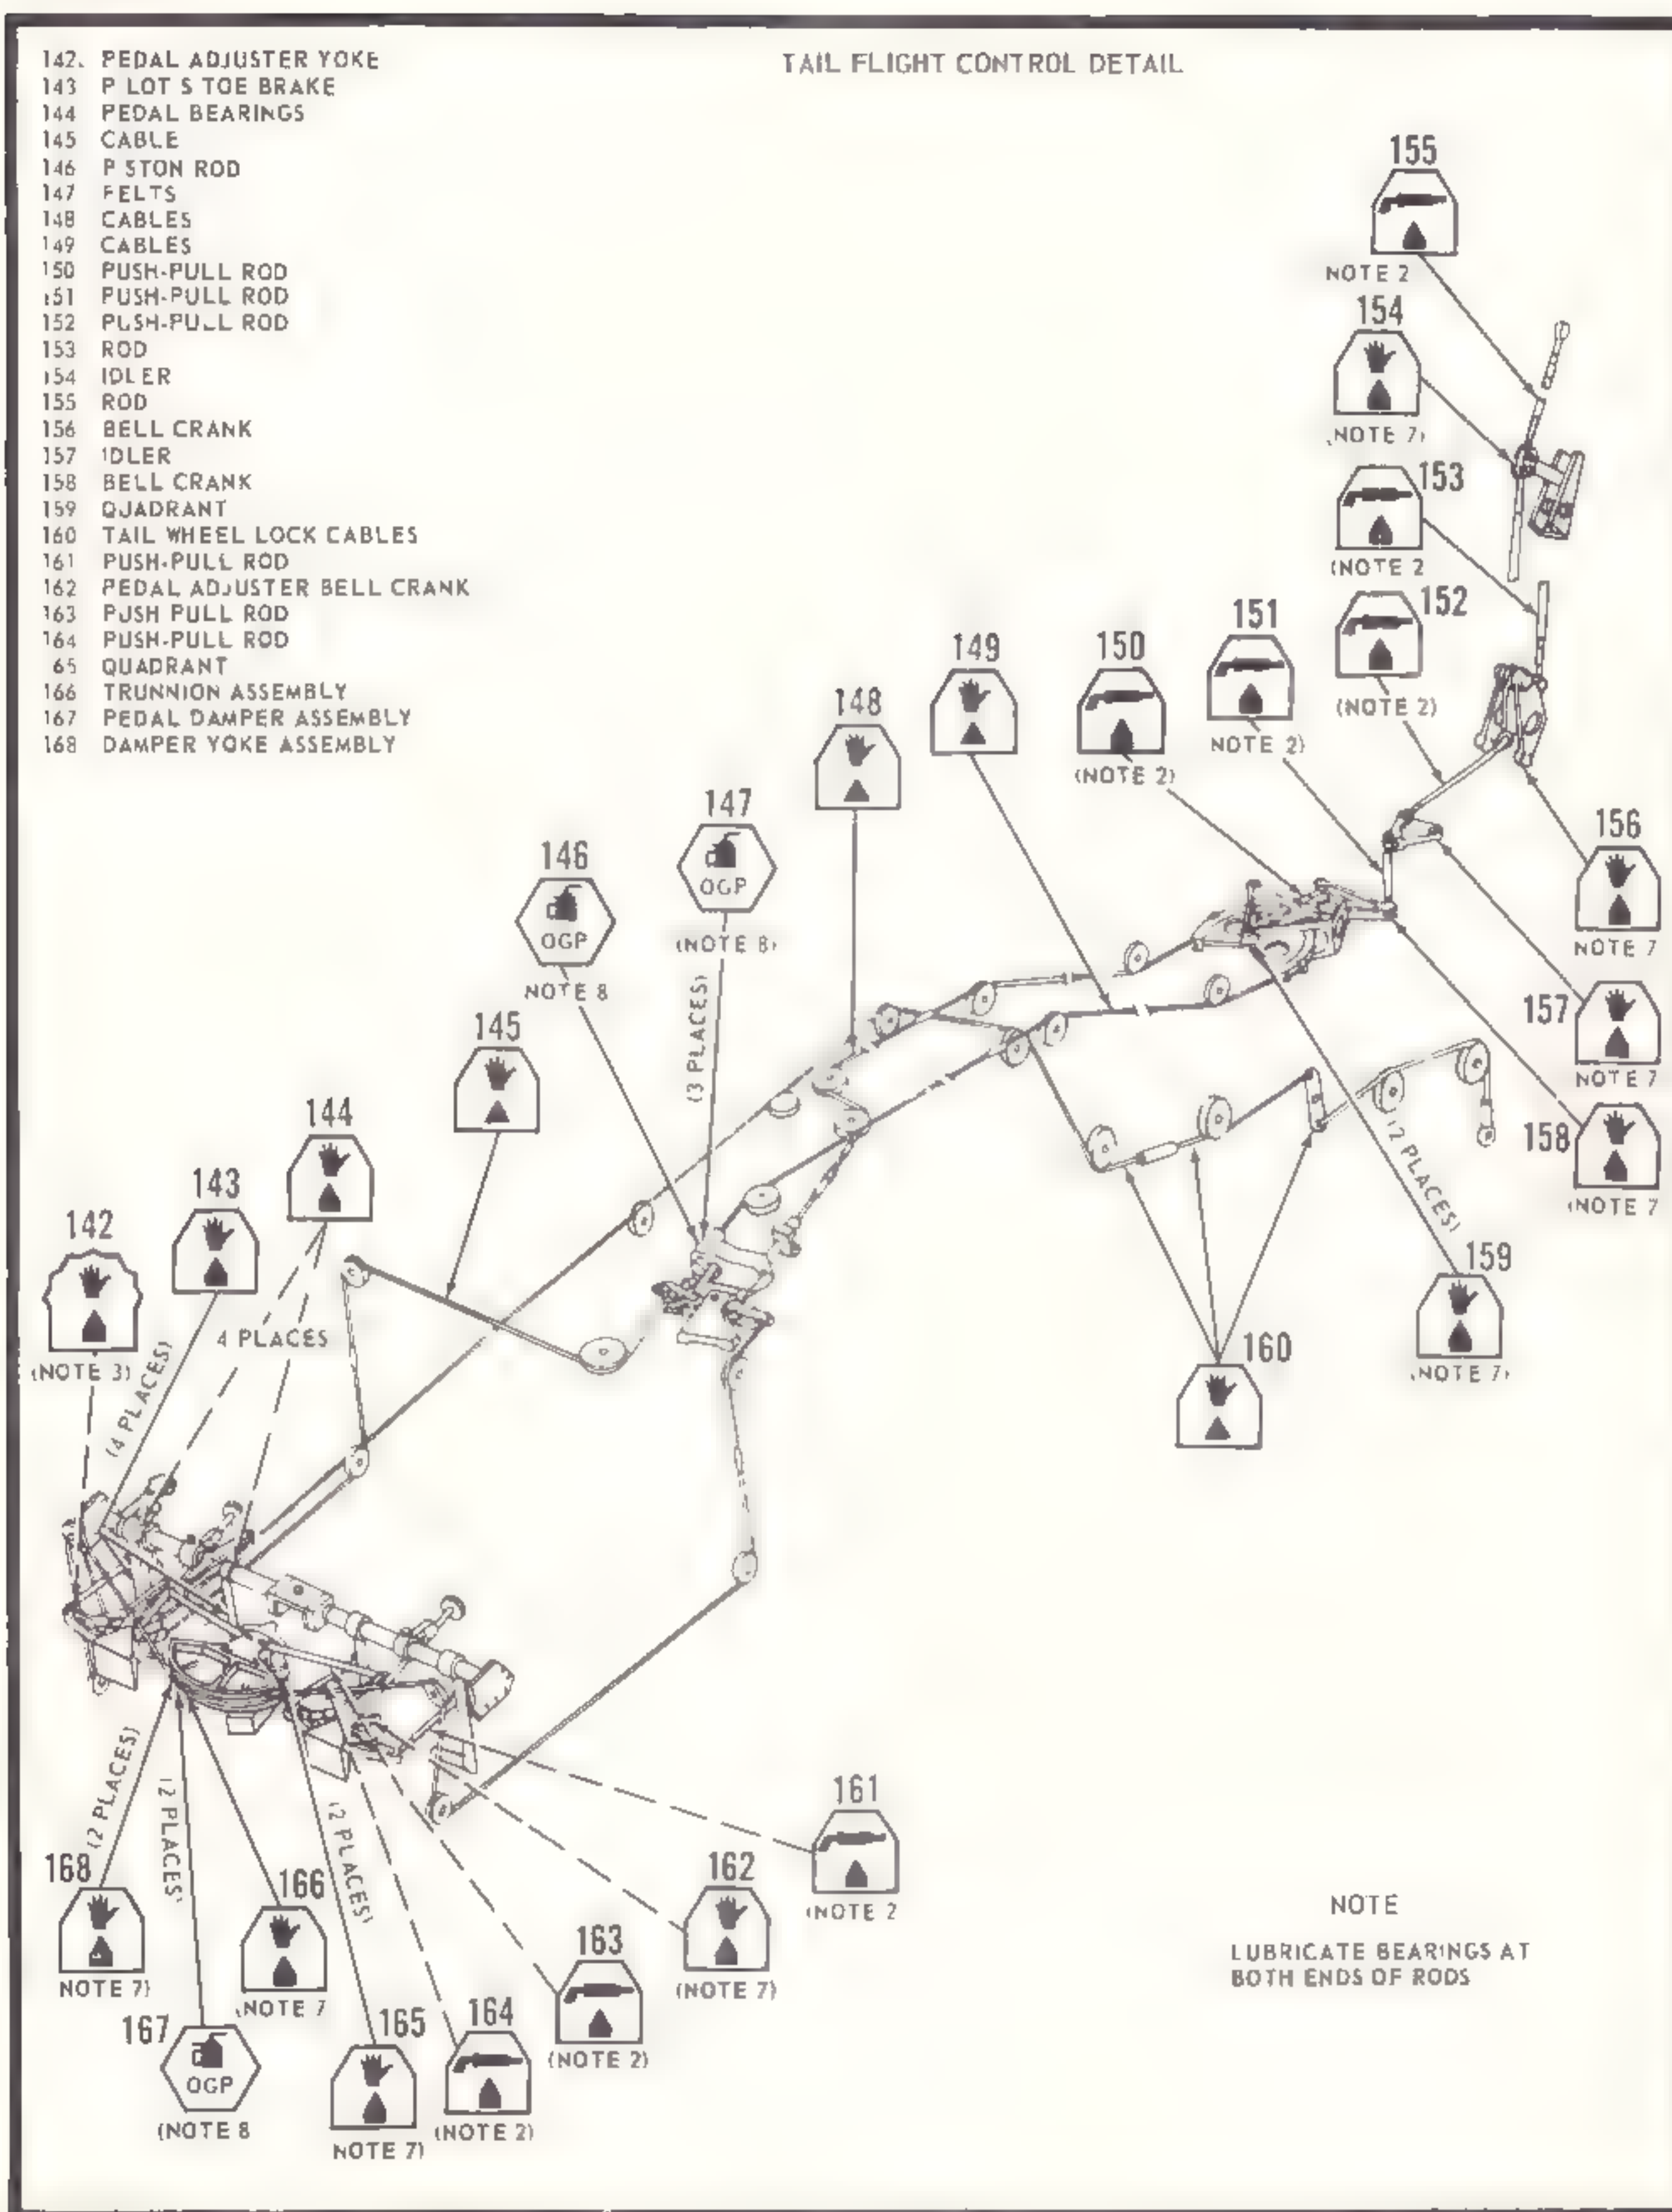 142. PEDAL ADJUSTER YOKE
143 P LOT S TOE BRAKE
144 PEDAL BEARINGS
145 CABLE
146 P STON ROD
147 FELTS
148 CABLES
149 CABLES
150 PUSH-PULL ROD
151 PUSH-PULL ROD
152 PUSH-PULL ROD
153 ROD
154 IDLER
155 ROD
156 BELL CRANK
157 IDLER
158 BELL CRANK
159 QUADRANT
160 TAIL WHEEL LOCK CABLES
161 PUSH-PULL ROD
162 PEDAL ADJUSTER BELL CRANK
163 PUSH PULL ROD
164 PUSH-PULL ROD
65 QUADRANT
166 TRUNNION ASSEMBLY
167 PEDAL DAMPER ASSEMBLY
168 DAMPER YOKE ASSEMBLY
TAIL FLIGHT CONTROL DETAIL
155
NOTE 2
154
(NOTE 7)
153
(NOTE 2
152
(NOTE 2)
151
NOTE 2)
150
(NOTE 2)
149
148
147
OGP
(NOTE 8)
(3 PLACES)
146
OGP
NOTE 8
145
144
4 PLACES
143
(4 PLACES)
142
(NOTE 3)
156
NOTE 7
157
NOTE 7
158
(NOTE 7
(2 PLACES)
159
(NOTE 7)
160
161
(NOTE 2
162
(NOTE 7)
163
(NOTE 2)
164
(NOTE 2)
165
NOTE 7)
(2 PLACES)
166
(NOTE 7
167
OGP
(NOTE 8
(2 PLACES)
168
NOTE 7)
(2 PLACES)
NOTE
LUBRICATE BEARINGS AT
BOTH ENDS OF RODS